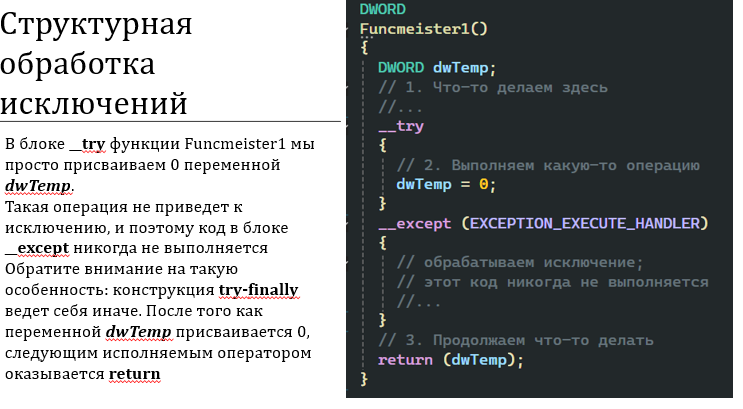 Структурная
обработка
исключений
В блоке __try функции Funcmeister1 мы
просто присваиваем 0 переменной
dwTemp.
Такая операция не приведет к
исключению, и поэтому код в блоке
__except никогда не выполняется
Обратите внимание на такую
особенность: конструкция try-finally
ведет себя иначе. После того как
переменной dwTemp присваивается 0,
следующим исполняемым оператором
оказывается return
DWORD
Funcmeister1()
{
DWORD dwTemp;
// 1. Что-то делаем здесь
//...
__try
{
// 2. Выполняем какую-то операцию
dwTemp = 0;
}
__except (EXCEPTION_EXECUTE_HANDLER)
{
// обрабатываем исключение;
// этот код никогда не выполняется
//...
}
// 3. Продолжаем что-то делать
return (dwTemp);
}